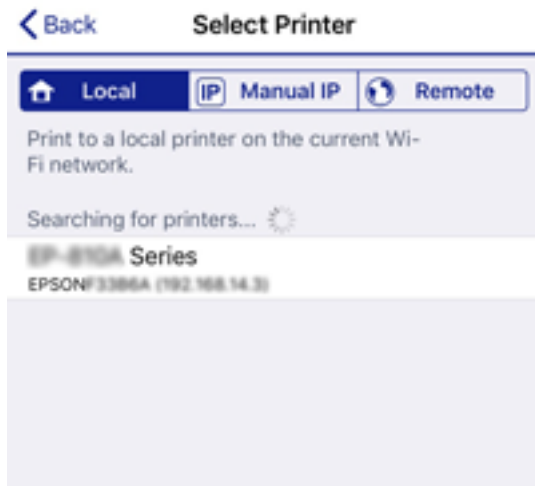 Back Select Printer
Local IP Manual IP Remote
Print to a local printer on the current Wi-
Fi network.
Searching for printers...
Series
EPSON